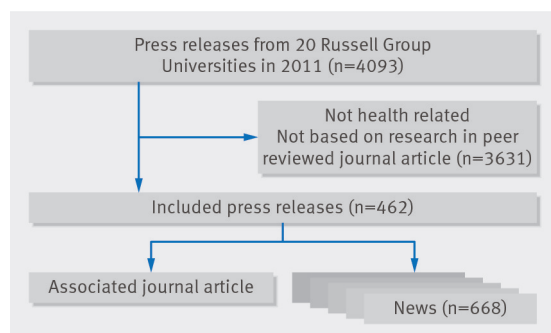 Press releases from 20 Russell Group
Universities in 2011 (n=4093)
Not health related
Not based on research in peer
reviewed journal article (n=3631)
Included press releases (n=462)
Associated journal article
News (n=668)